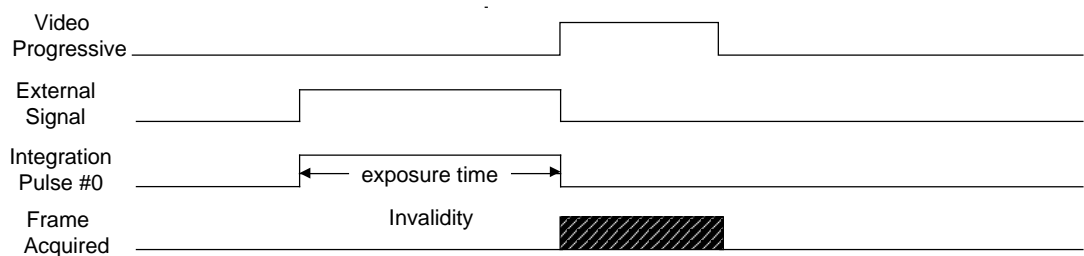 Video
Progressive
External
Signal
Integration
Pulse #0
exposure time
Frame
Acquired
Invalidity